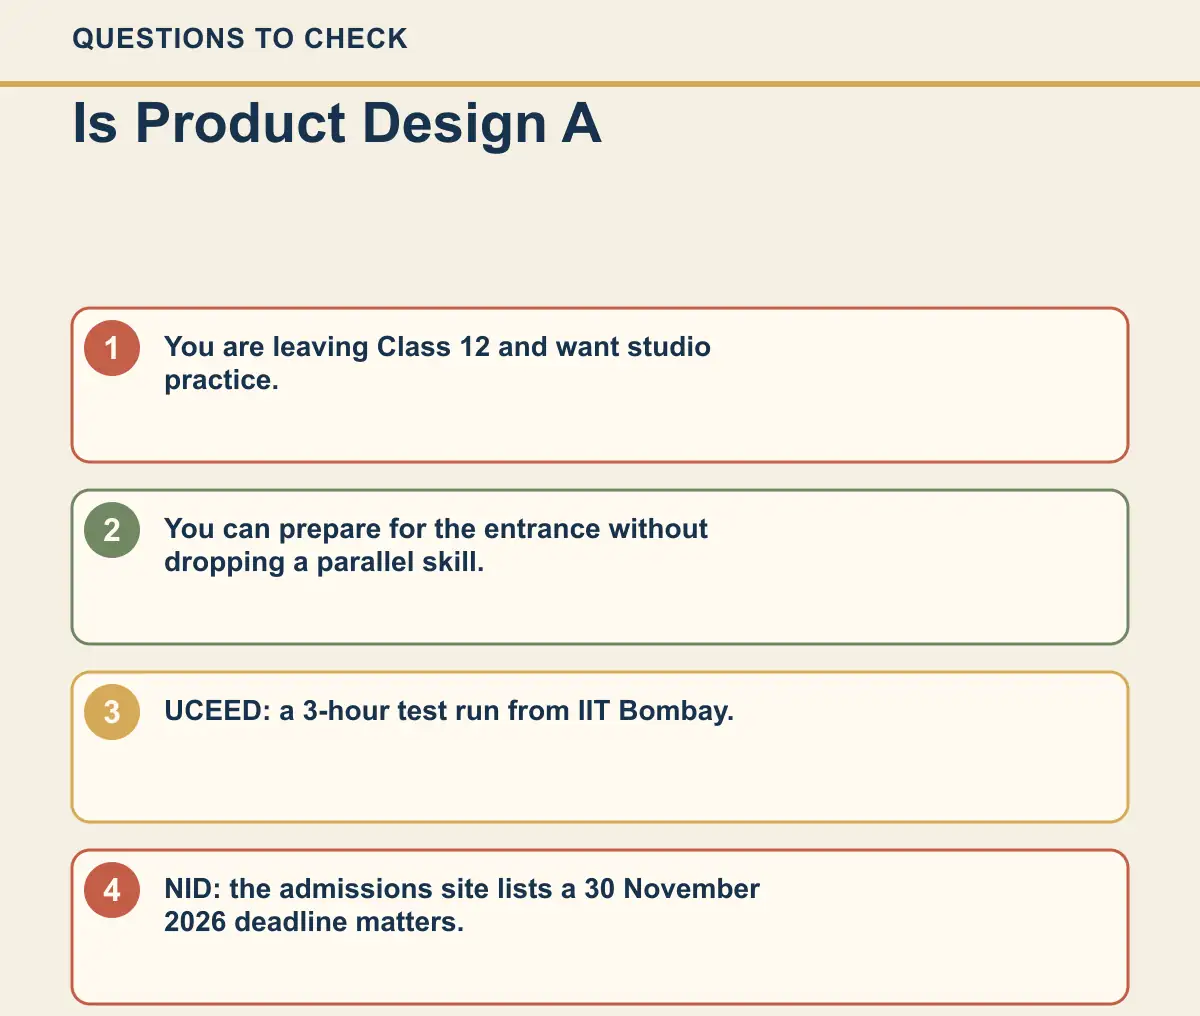 QUESTIONS TO CHECK
Is Product Design A
1
You are leaving Class 12 and want studio
practice.
2
You can prepare for the entrance without
dropping a parallel skill.
3
UCEED: a 3-hour test run from IIT Bombay.
4
NID: the admissions site lists a 30 November
2026 deadline matters.